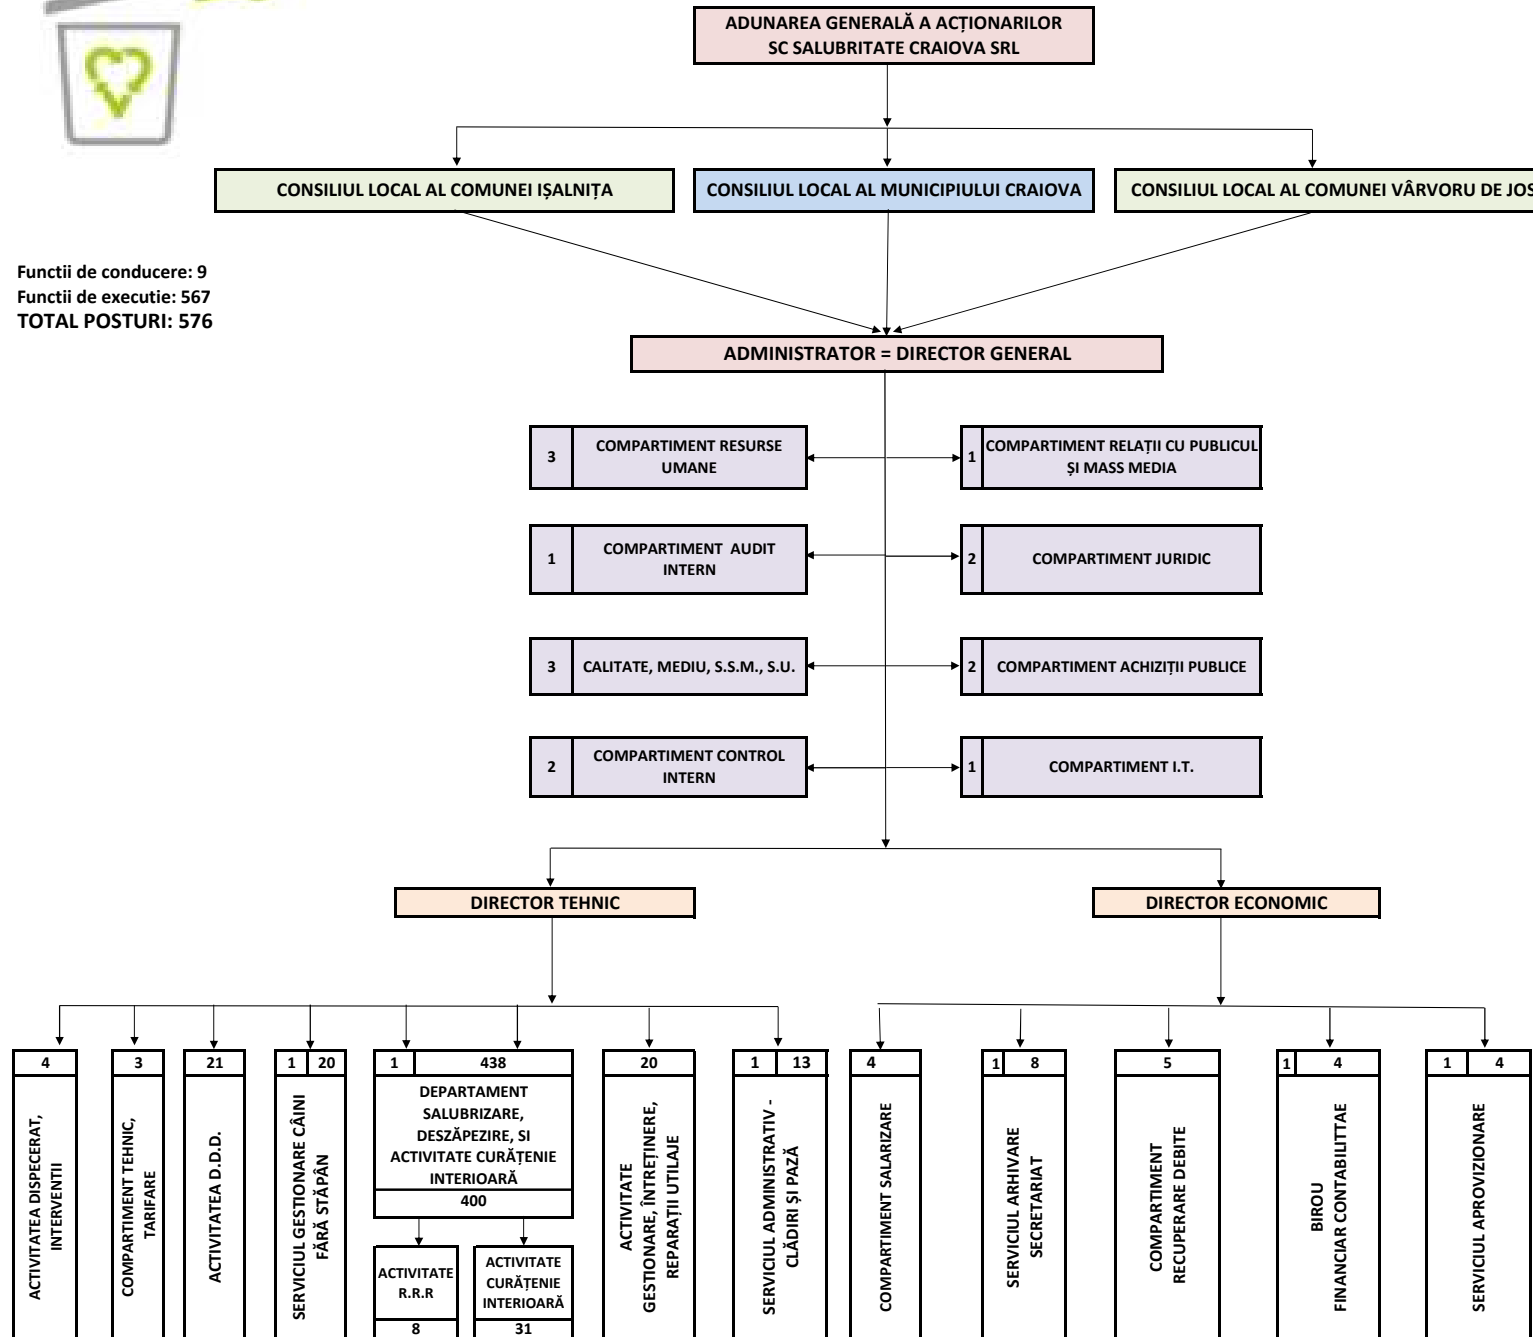 ADUNAREA GENERALĂ A ACȚIONARILOR
SC SALUBRITATE CRAIOVA SRL
CONSILIUL LOCAL AL COMUNEI IȘALNIȚA
CONSILIUL LOCAL AL MUNICIPIULUI CRAIOVA
CONSILIUL LOCAL AL COMUNEI VÂRVORU DE JOS
Functii de conducere: 9
Functii de executie: 567
TOTAL POSTURI: 576
ADMINISTRATOR = DIRECTOR GENERAL
3
COMPARTIMENT RESURSE
UMANE
1
COMPARTIMENT RELAȚII CU PUBLICUL
ȘI MASS MEDIA
1
COMPARTIMENT AUDIT
INTERN
2
COMPARTIMENT JURIDIC
3
CALITATE, MEDIU, S.S.M., S.U.
2
COMPARTIMENT ACHIZIȚII PUBLICE
2
COMPARTIMENT CONTROL
INTERN
1
COMPARTIMENT I.T.
DIRECTOR TEHNIC
DIRECTOR ECONOMIC
4
ACTIVITATEA DISPECERAT,
INTERVENTII
3
COMPARTIMENT TEHNIC,
TARIFARE
21
ACTIVITATEA D.D.D.
1 20
SERVICIUL GESTIONARE CÂINI
FĂRĂ STĂPÂN
1 438
DEPARTAMENT
SALUBRIZARE,
DESZĂPEZIRE, SI
ACTIVITATE CURĂȚENIE
INTERIOARĂ
400
ACTIVITATE
R.R.R
8
ACTIVITATE
CURĂȚENIE
INTERIOARĂ
31
20
ACTIVITATE
GESTIONARE, ÎNTREȚINERE,
REPARAȚII UTILAJE
1 13
SERVICIUL ADMINISTRATIV -
CLĂDIRI ȘI PAZĂ
4
COMPARTIMENT SALARIZARE
1 8
SERVICIUL ARHIVARE
SECRETARIAT
5
COMPARTIMENT
RECUPERARE DEBITE
1 4
BIROU
FINANCIAR CONTABILITTAE
1 4
SERVICIUL APROVIZIONARE